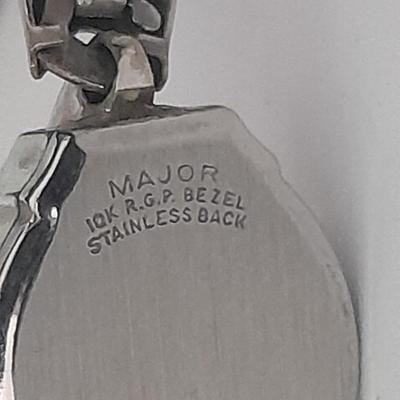 MAJOR
10K R.G.P. BEZEL
STAINLESS BACK